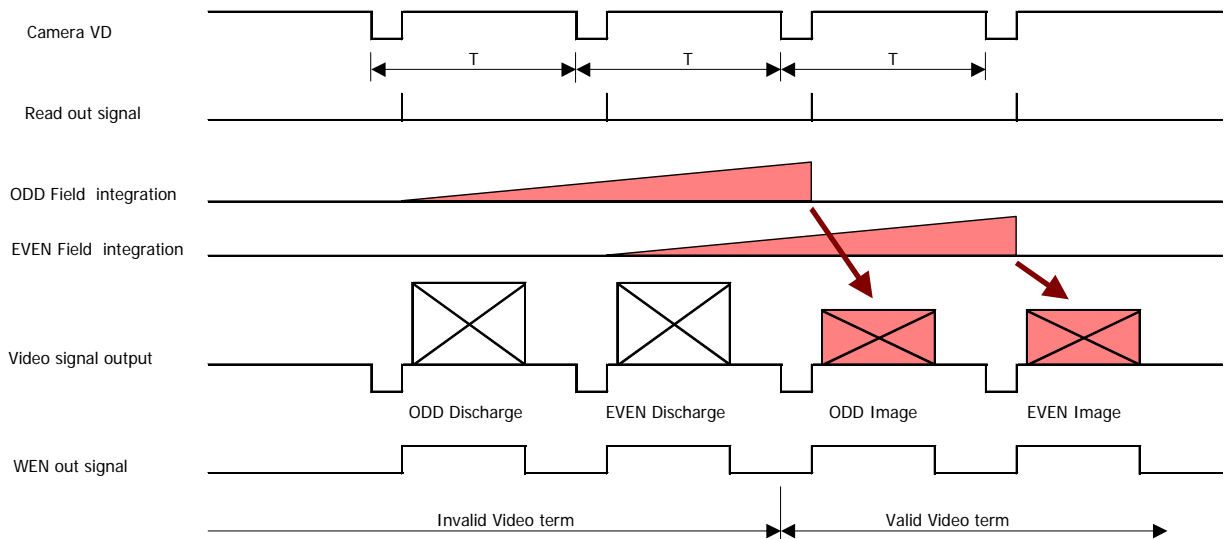 Camera VD
T T T
Read out signal
ODD Field integration
EVEN Field integration
Video signal output
ODD Discharge EVEN Discharge ODD Image EVEN Image
WEN out signal
Invalid Video term Valid Video term